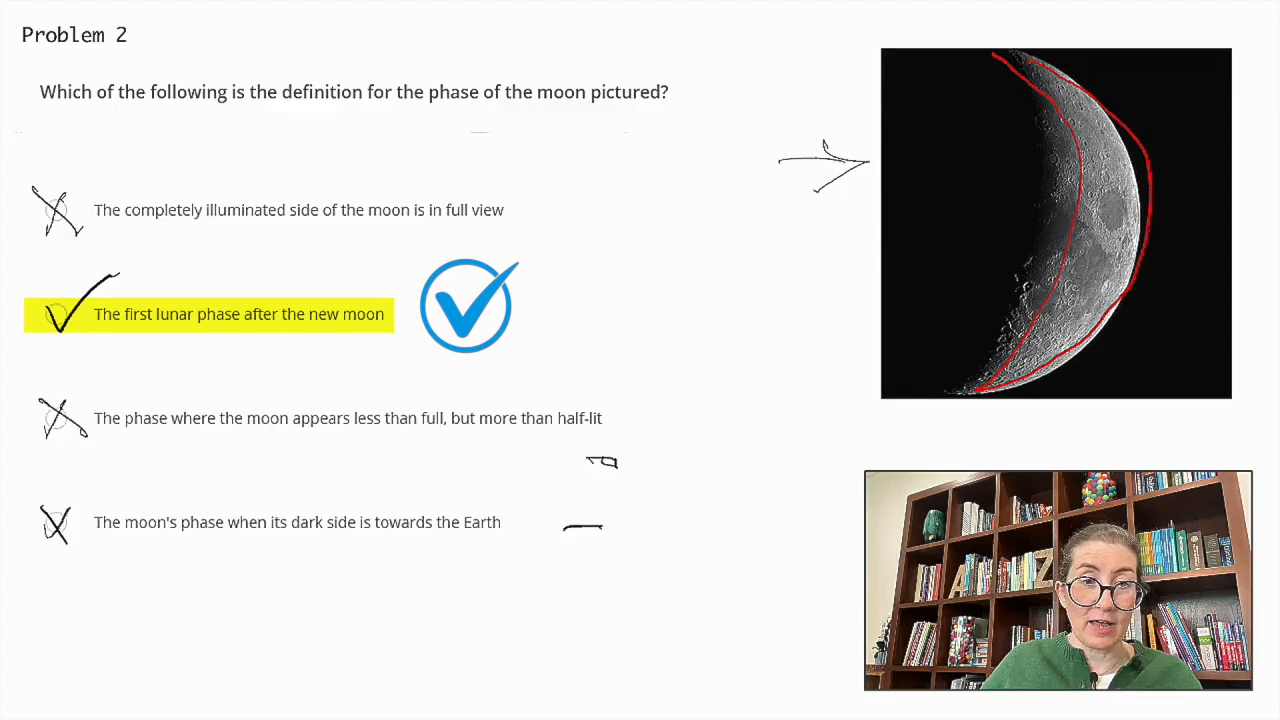 Problem 2
Which of the following is the definition for the phase of the moon pictured?
The completely illuminated side of the moon is in full view
The first lunar phase after the new moon
The phase where the moon appears less than full, but more than half-lit
The moon's phase when its dark side is towards the Earth
A Z